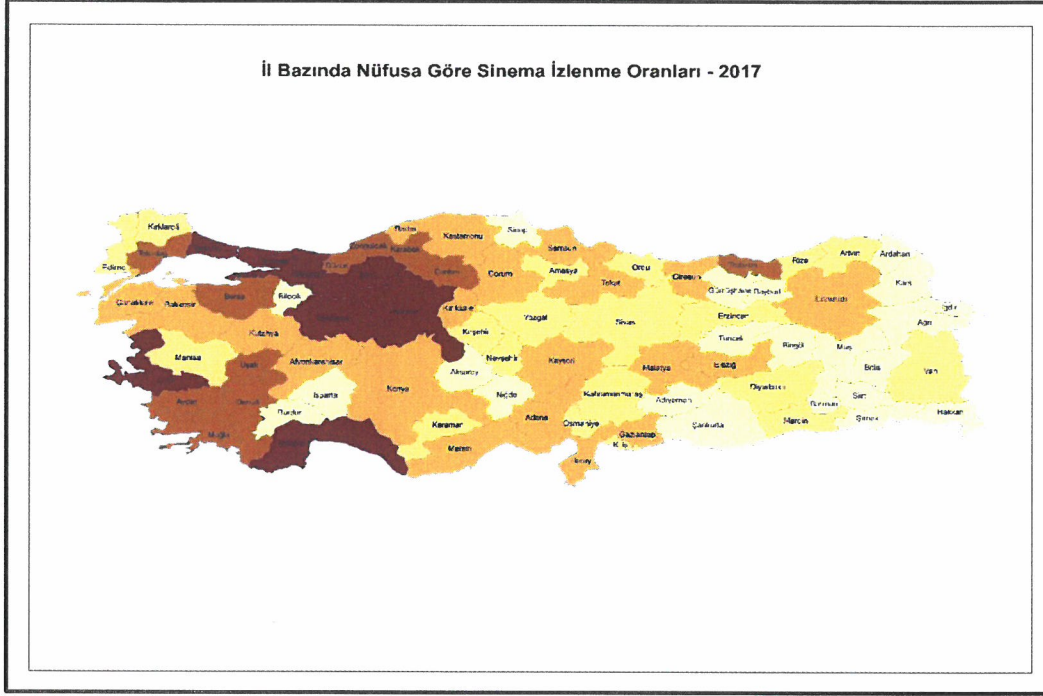 İl Bazında Nüfusa Göre Sinema İzlenme Oranları - 2017
Kırklareli
Edirne
Bartın
Kastamonu
Sinop
Samsun
Çorum
Amasya
Ordu
Tokat
Giresun
Gümüşhane
Bayburt
Rize
Artvin
Ardahan
Kars
Iğdır
Ağrı
Erzurum
Erzincan
Çanakkale
Balıkesir
Bursa
Bilecik
Kütahya
Kırıkkale
Yozgat
Sivas
Kırşehir
Nevşehir
Kayseri
Malatya
Elazığ
Tunceli
Bingöl
Muş
Bitlis
Van
Manisa
Uşak
Afyonkarahisar
Konya
Aksaray
Niğde
Kahramanmaraş
Adıyaman
Diyarbakır
Batman
Siirt
Şırnak
Hakkari
Aydın
Denizli
Muğla
Burdur
Isparta
Karaman
Mersin
Adana
Osmaniye
Gaziantep
Kilis
Hatay
Şanlıurfa
Mardin